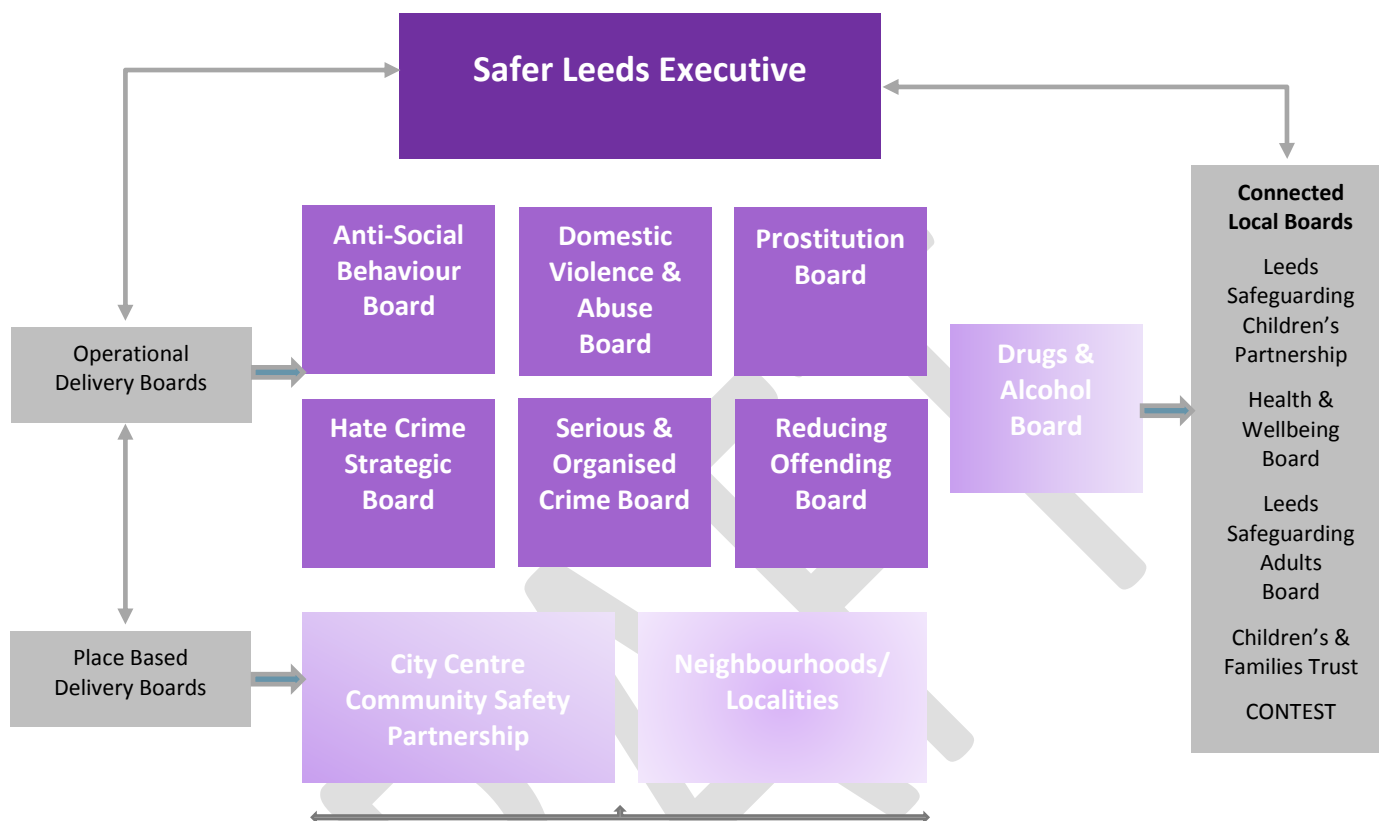 Safer Leeds Executive
Anti-Social
Behaviour
Board
Domestic
Violence &
Abuse
Board
Prostitution
Board
Operational
Delivery Boards
Hate Crime
Strategic
Board
Serious &
Organised
Crime Board
Reducing
Offending
Board
Drugs &
Alcohol
Board
Place Based
Delivery Boards
City Centre
Community Safety
Partnership
Neighbourhoods/
Localities
Connected
Local Boards
Leeds
Safeguarding
Children’s
Partnership
Health &
Wellbeing
Board
Leeds
Safeguarding
Adults
Board
Children’s &
Families Trust
CONTEST